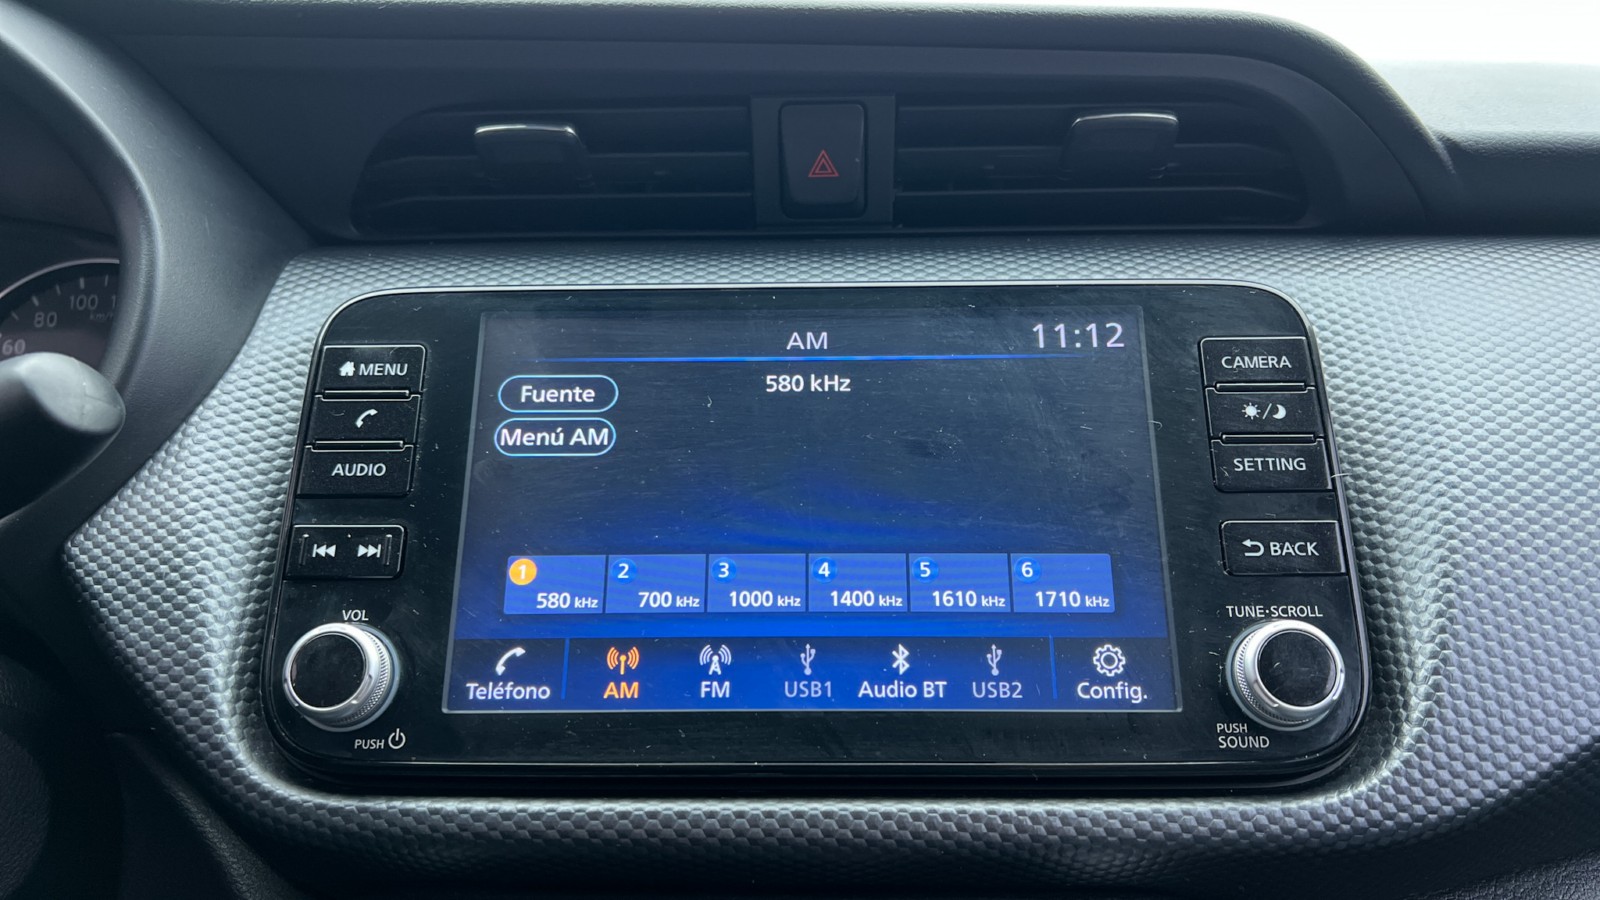 100
80
km/h
60
MENU
AUDIO
VOL
PUSH
AM
11:12
580 kHz
Fuente
Menú AM
1
580 kHz
2
700 kHz
3
1000 kHz
4
1400 kHz
5
1610 kHz
6
1710 kHz
Teléfono
AM
FM
USB1
Audio BT
USB2
Config.
CAMERA
SETTING
BACK
TUNE·SCROLL
PUSH
SOUND